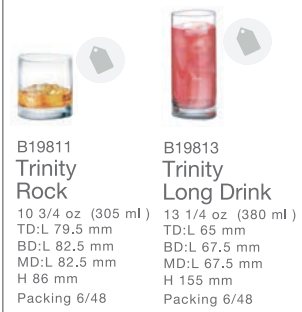 B19811
Trinity
Rock
10 3/4 oz (305 ml )
TD:L 79.5 mm
BD:L 82.5 mm
MD:L 82.5 mm
H 86 mm
Packing 6/48
B19813
Trinity
Long Drink
13 1/4 oz (380 ml )
TD:L 65 mm
BD:L 67.5 mm
MD:L 67.5 mm
H 155 mm
Packing 6/48